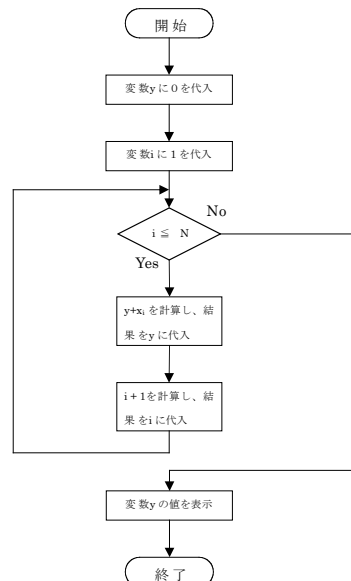 開始
変数yに0を代入
変数iに1を代入
i ≦ N
No
Yes
y+xᵢを計算し、結
果をyに代入
i+1を計算し、結
果をiに代入
変数yの値を表示
終了